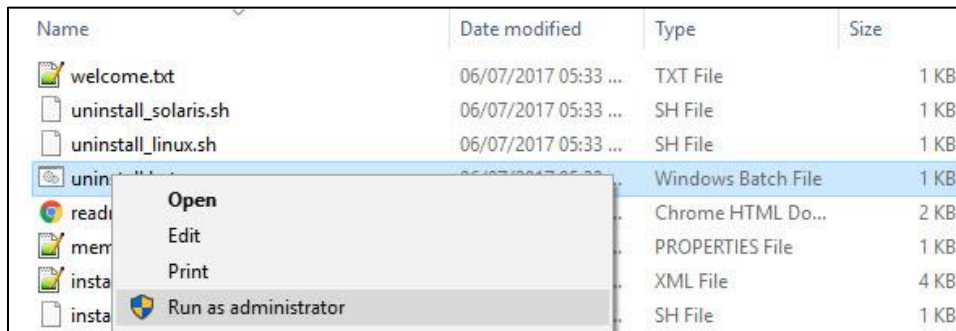 Name Date modified Type Size
welcome.txt 06/07/2017 05:33 ... TXT File 1 KB
uninstall_solaris.sh 06/07/2017 05:33 ... SH File 1 KB
uninstall_linux.sh 06/07/2017 05:33 ... SH File 1 KB
Windows Batch File 1 KB
Open
Chrome HTML Do... 2 KB
Edit
PROPERTIES File 1 KB
Print
insta XML File 4 KB
Run as administrator
insta SH File 1 KB